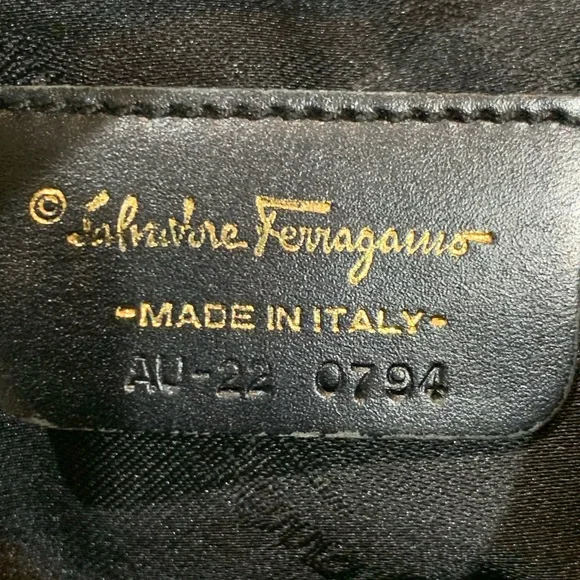 © Salvatore Ferragamo
-MADE IN ITALY-
AU-22 0794